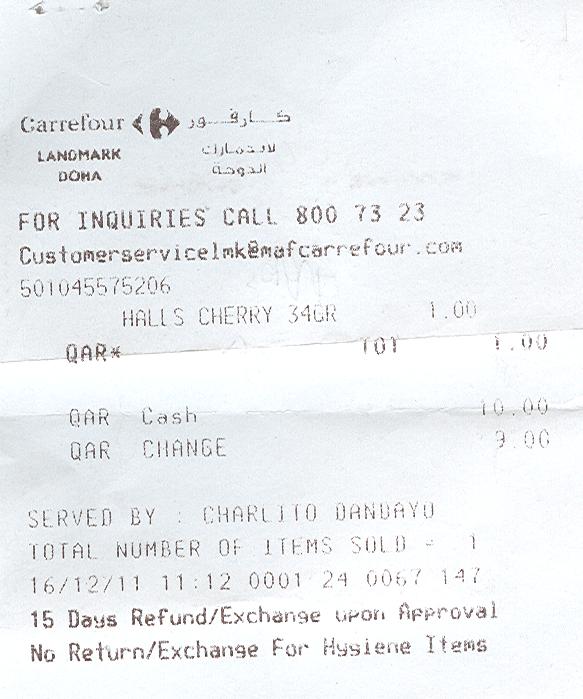 Carrefour كارفور
LANDMARK لاندمارك
DOHA الدوحة
FOR INQUIRIES CALL 800 73 23
Customerservicelmk@mafcarrefour.com
501045575206
HALLS CHERRY 34GR 1.00
QAR* TOT 1.00
QAR Cash 10.00
QAR CHANGE 9.00
SERVED BY : CHARLITO DANDAYO
TOTAL NUMBER OF ITEMS SOLD = 1
16/12/11 11:12 0001 24 0067 147
15 Days Refund/Exchange upon Approval
No Return/Exchange For Hygiene Items